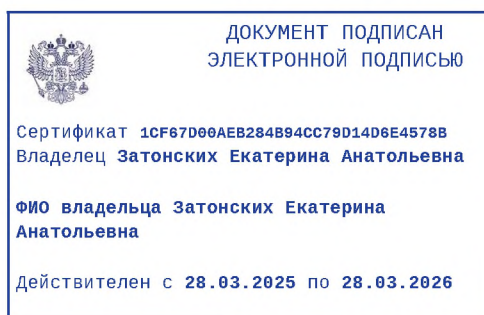 ДОКУМЕНТ ПОДПИСАН
ЭЛЕКТРОННОЙ ПОДПИСЬЮ
Сертификат 1CF67D00AEB284B94CC79D14D6E4578B
Владелец Затонских Екатерина Анатольевна
ФИО владельца Затонских Екатерина
Анатольевна
Действителен с 28.03.2025 по 28.03.2026